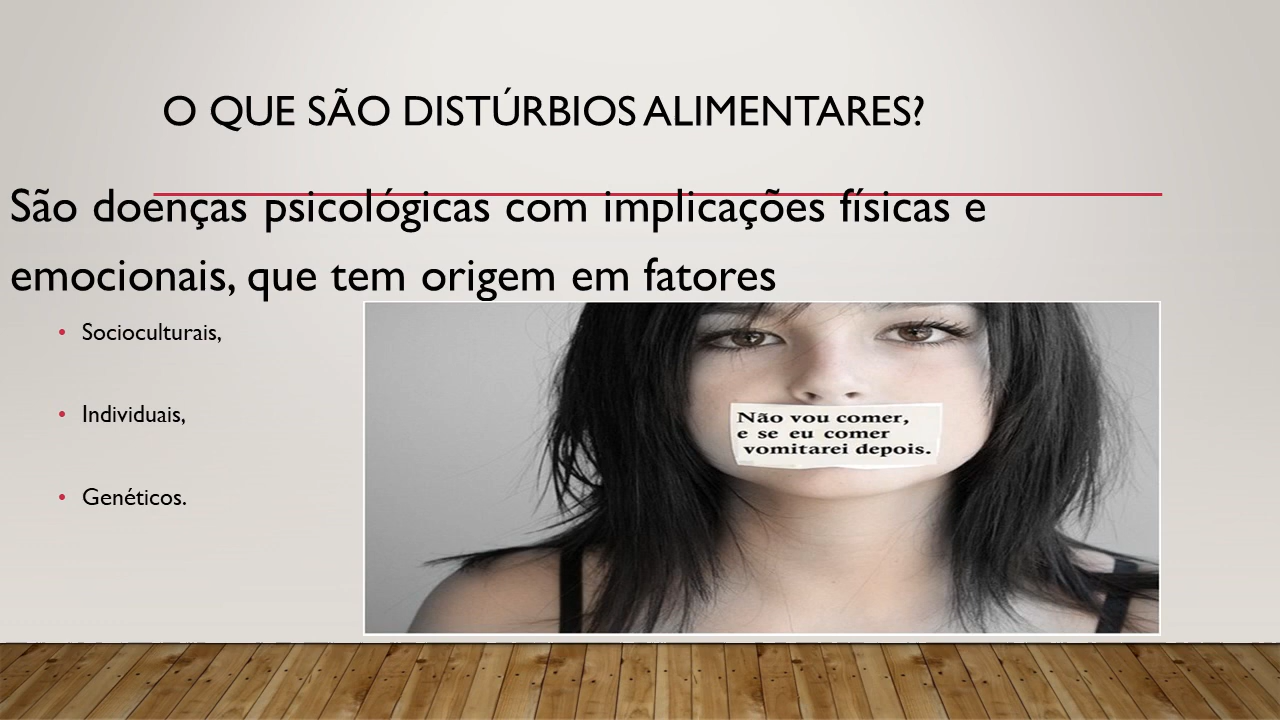 O QUE SÃO DISTÚRBIOS ALIMENTARES?
São doenças psicológicas com implicações físicas e
emocionais, que tem origem em fatores
• Socioculturais,
• Individuais,
• Genéticos.
Não vou comer,
e se eu comer
vomitarei depois.